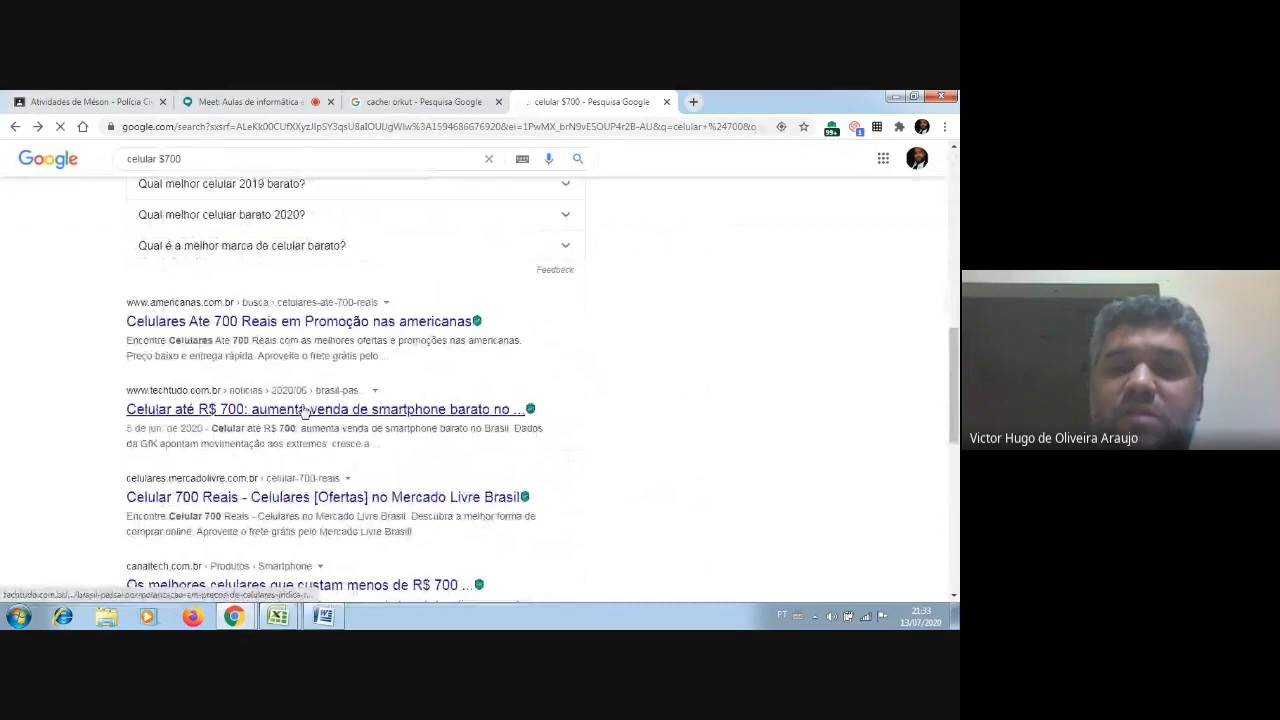 Atividades de Méson - Polícia Ci
Meet: Aulas de informática e
cache: orkut - Pesquisa Google
celular $700 - Pesquisa Google
Google
celular $700
Qual melhor celular 2019 barato?
Qual melhor celular barato 2020?
Qual é a melhor marca de celular barato?
Feedback
www.americanas.com.br › busca › celulares-ate-700-reais
Celulares Ate 700 Reais em Promoção nas americanas
Encontre Celulares Ate 700 Reais com as melhores ofertas e promoções nas americanas.
Preço baixo e entrega rápida. Aproveite o frete grátis pelo ...
www.techtudo.com.br › noticias › 2020/06 › brasil-pas...
Celular até R$ 700: aumenta venda de smartphone barato no ...
5 de jun. de 2020 - Celular até R$ 700: aumenta venda de smartphone barato no Brasil. Dados
da GfK apontam movimentação aos extremos: cresce a ...
celulares.mercadolivre.com.br › celular-700-reais
Celular 700 Reais - Celulares [Ofertas] no Mercado Livre Brasil
Encontre Celular 700 Reais - Celulares no Mercado Livre Brasil. Descubra a melhor forma de
comprar online. Aproveite o frete grátis pelo Mercado Livre Brasil!
canaltech.com.br › Produtos › Smartphone
Os melhores celulares que custam menos de R$ 700 ...
PT
21:33
13/07/2020
Victor Hugo de Oliveira Araujo